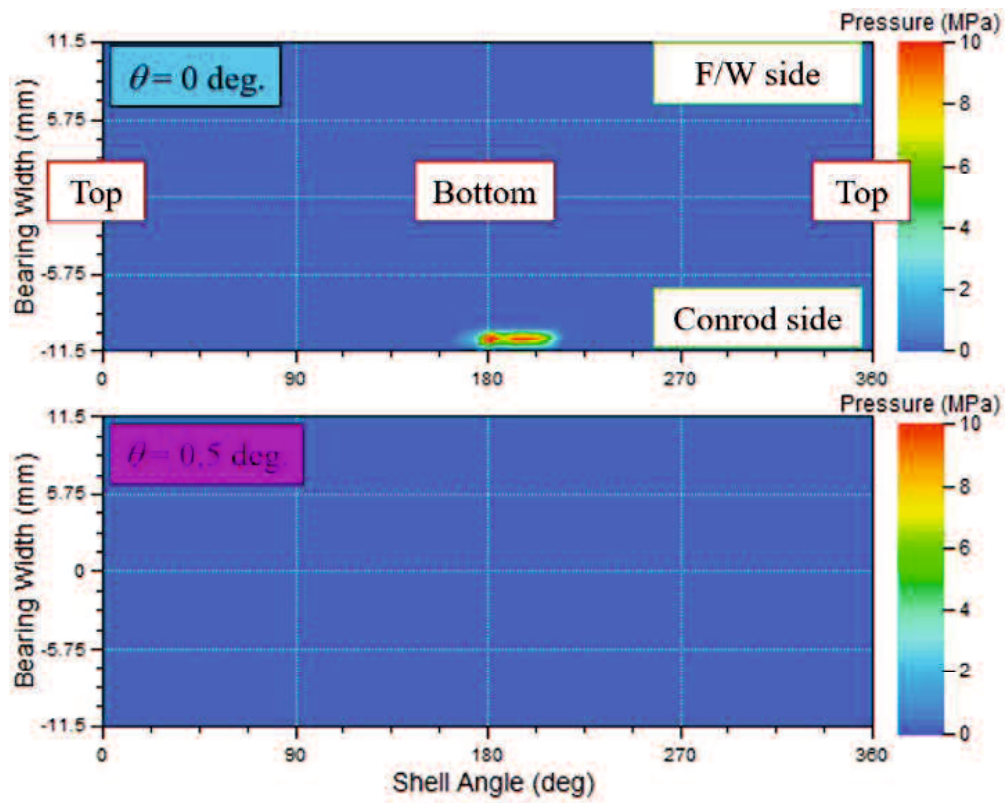 Pressure (MPa)
11.5
θ = 0 deg.
F/W side
10
5.75
8
Top
Bottom
Top
6
4
-5.75
2
Conrod side
-11.5
0
0
90
180
270
360
Bearing Width (mm)
Pressure (MPa)
11.5
θ = 0.5 deg.
10
5.75
8
0
6
4
-5.75
2
-11.5
0
0
90
180
270
360
Bearing Width (mm)
Shell Angle (deg)